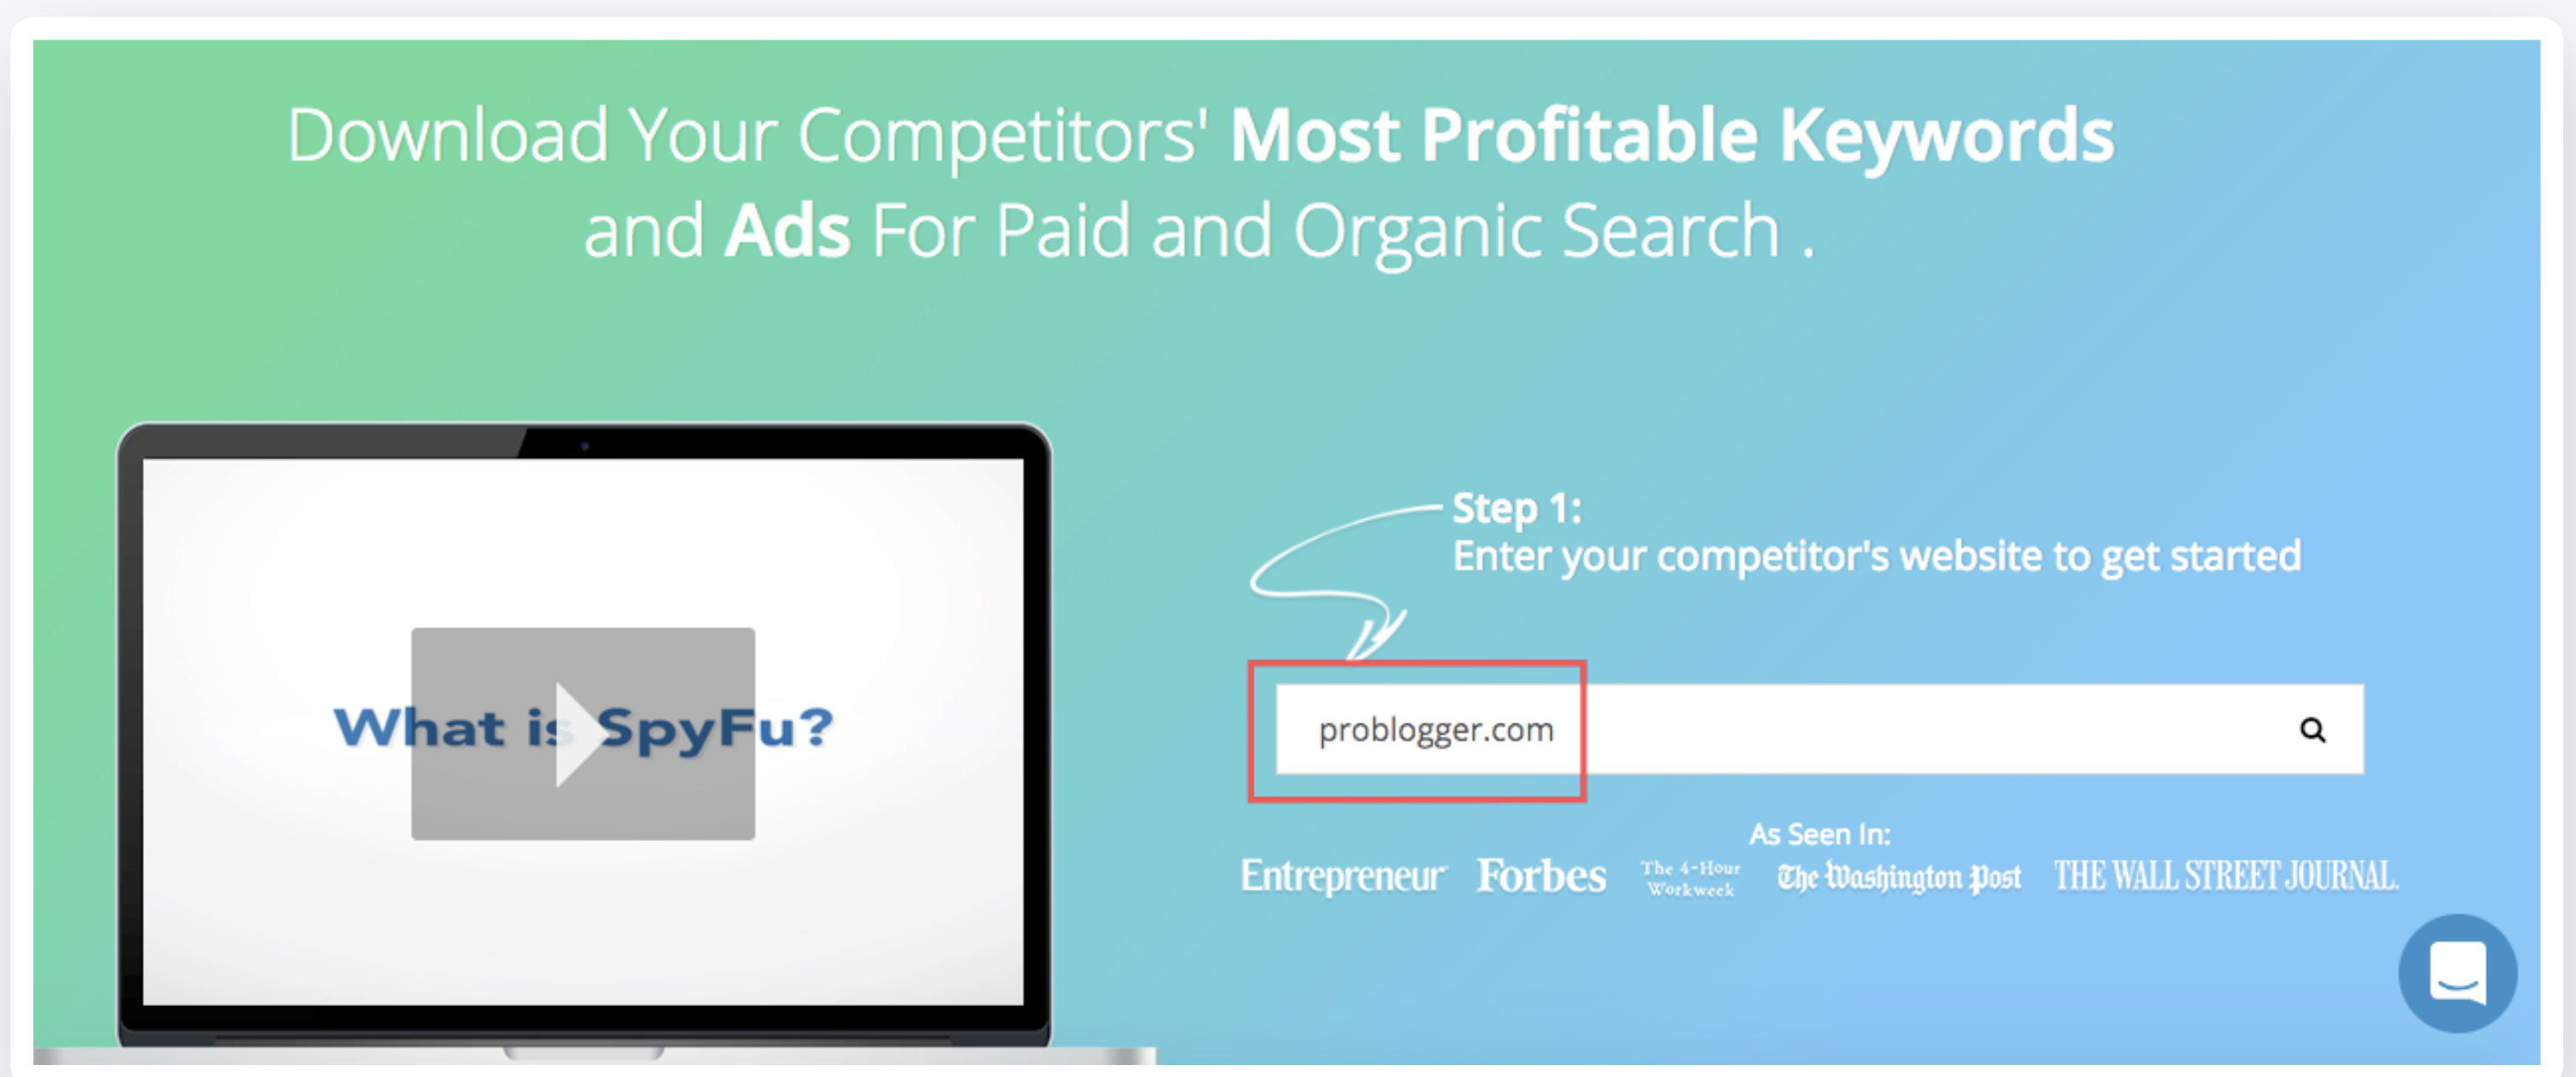 Download Your Competitors' Most Profitable Keywords
and Ads For Paid and Organic Search .
What is SpyFu?
Step 1:
Enter your competitor's website to get started
problogger.com
As Seen In:
Entrepreneur
Forbes
The 4-Hour
Workweek
The Washington Post
THE WALL STREET JOURNAL.